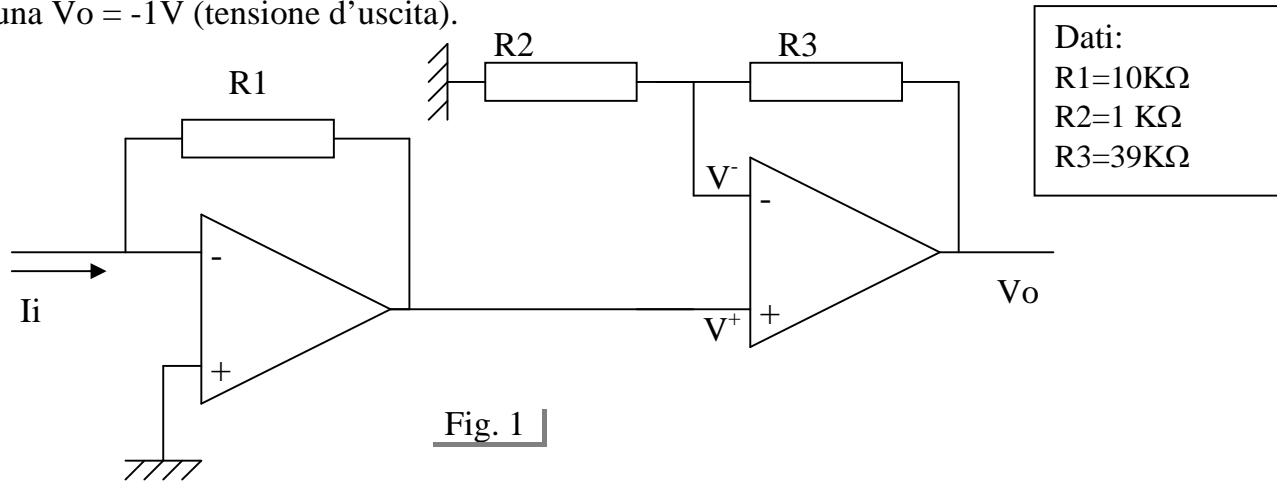 una Vo = -1V (tensione d'uscita).
R2
R3
R1
Dati:
R1=10KΩ
R2=1 KΩ
R3=39KΩ
V-
-
-
Ii
Vo
V+
+
+
Fig. 1